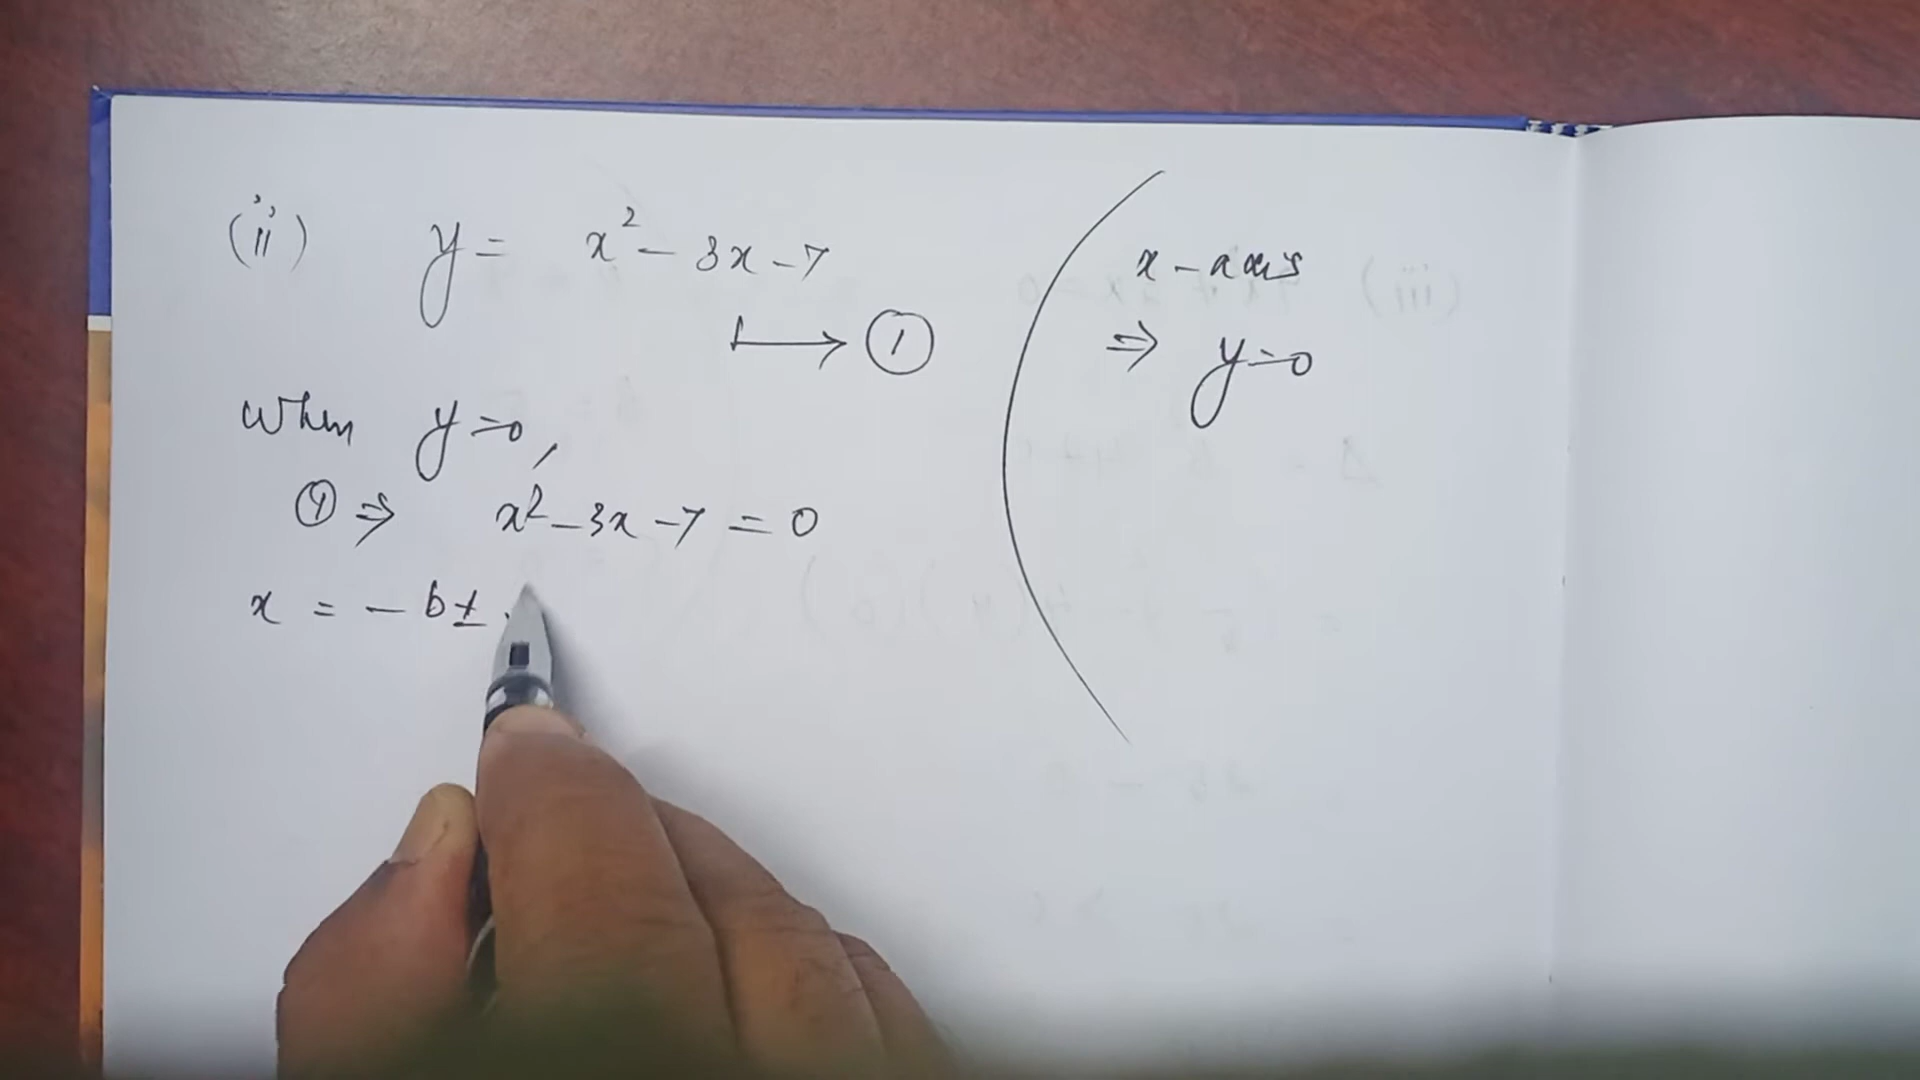 (ii) y = x² - 3x - 7
⟼ ①
When y = 0,
① ⇒ x² - 3x - 7 = 0
x = - b ±
x - axis
⇒ y = 0